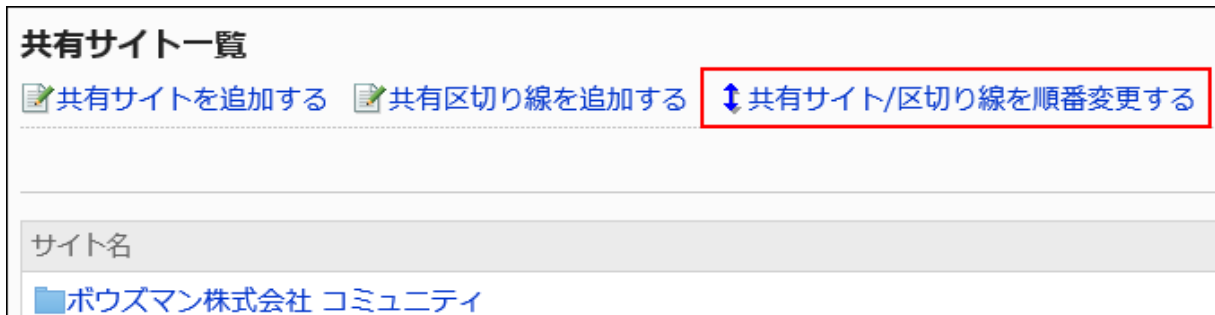 共有サイト一覧
共有サイトを追加する 共有区切り線を追加する 共有サイト/区切り線を順番変更する
サイト名
ボウズマン株式会社 コミュニティ